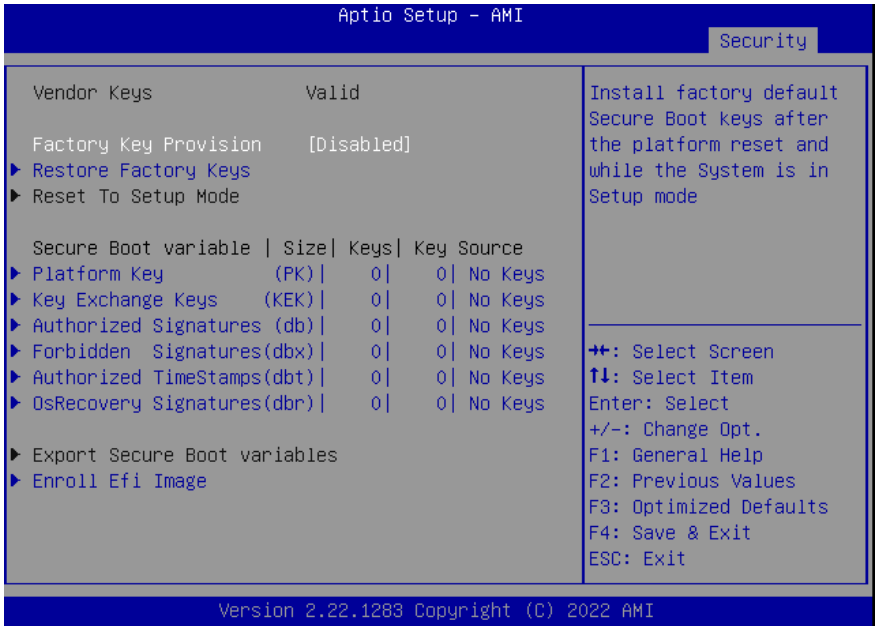 Aptio Setup – AMI
Security
Vendor Keys Valid
Factory Key Provision [Disabled]
Restore Factory Keys
Reset To Setup Mode
Secure Boot variable | Size| Keys| Key Source
Platform Key (PK)| 0| 0| No Keys
Key Exchange Keys (KEK)| 0| 0| No Keys
Authorized Signatures (db)| 0| 0| No Keys
Forbidden Signatures(dbx)| 0| 0| No Keys
Authorized TimeStamps(dbt)| 0| 0| No Keys
OsRecovery Signatures(dbr)| 0| 0| No Keys
Export Secure Boot variables
Enroll Efi Image
Install factory default
Secure Boot keys after
the platform reset and
while the System is in
Setup mode
→←: Select Screen
↑↓: Select Item
Enter: Select
+/-: Change Opt.
F1: General Help
F2: Previous Values
F3: Optimized Defaults
F4: Save & Exit
ESC: Exit
Version 2.22.1283 Copyright (C) 2022 AMI